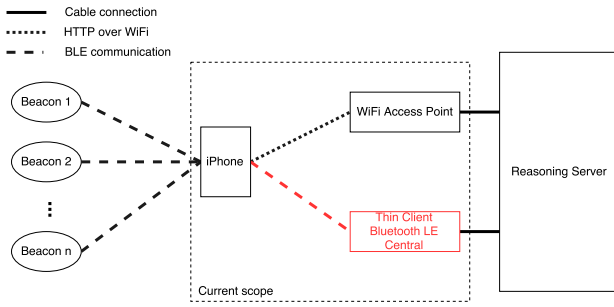 Cable connection
HTTP over WiFi
BLE communication
Beacon 1
Beacon 2
Beacon n
iPhone
WiFi Access Point
Thin Client
Bluetooth LE
Central
Reasoning Server
Current scope